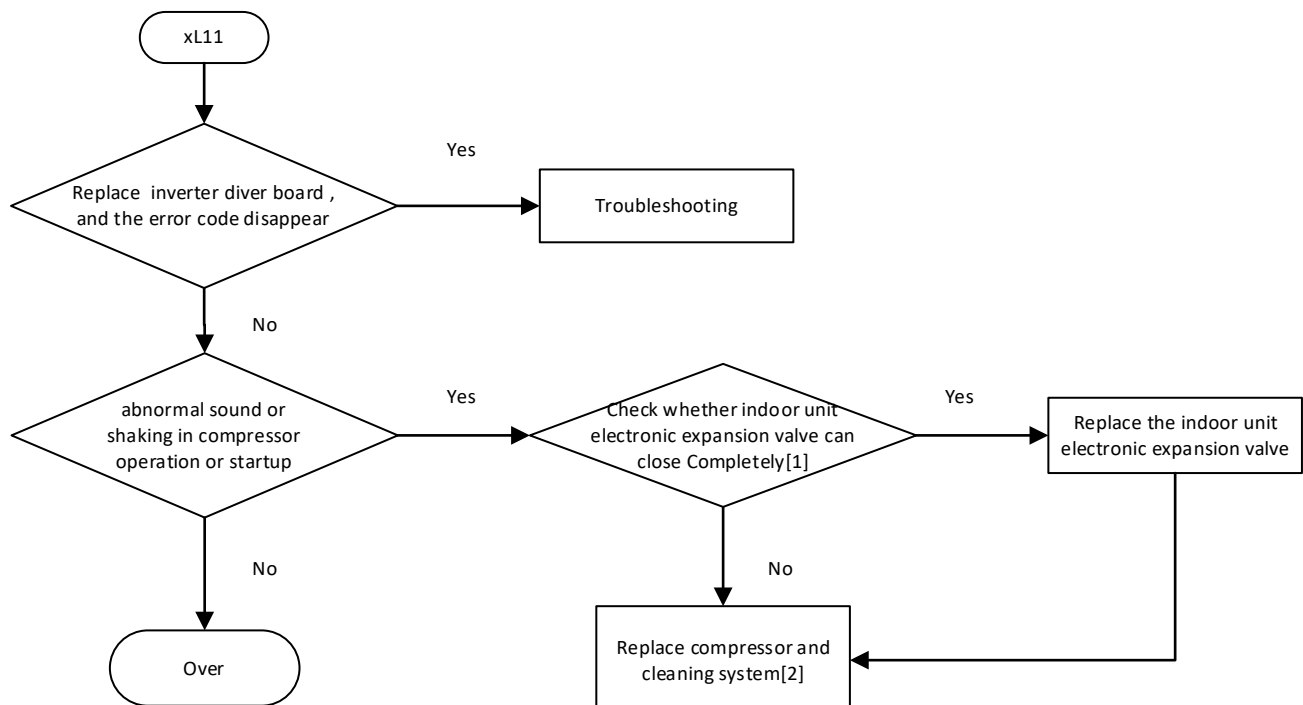 xL11
Yes
Replace inverter diver board ,
and the error code disappear
Troubleshooting
No
Yes
abnormal sound or
shaking in compressor
operation or startup
Check whether indoor unit
electronic expansion valve can
close Completely[1]
Yes
Replace the indoor unit
electronic expansion valve
No
No
Over
Replace compressor and
cleaning system[2]